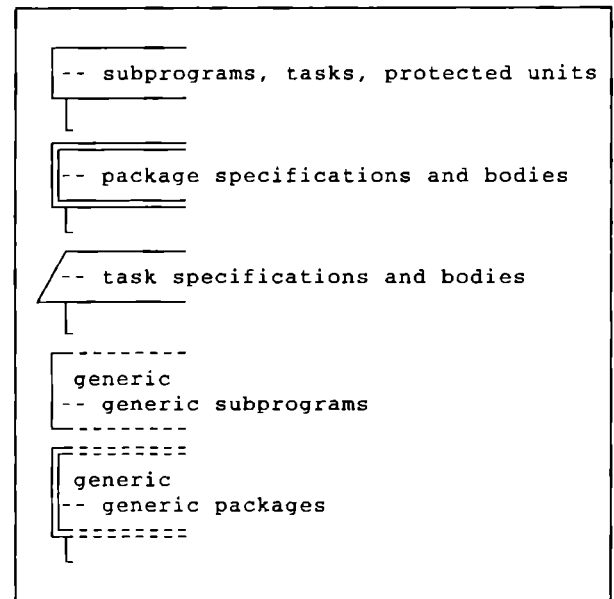 -- subprograms, tasks, protected units
-- package specifications and bodies
-- task specifications and bodies
generic
-- generic subprograms
generic
-- generic packages